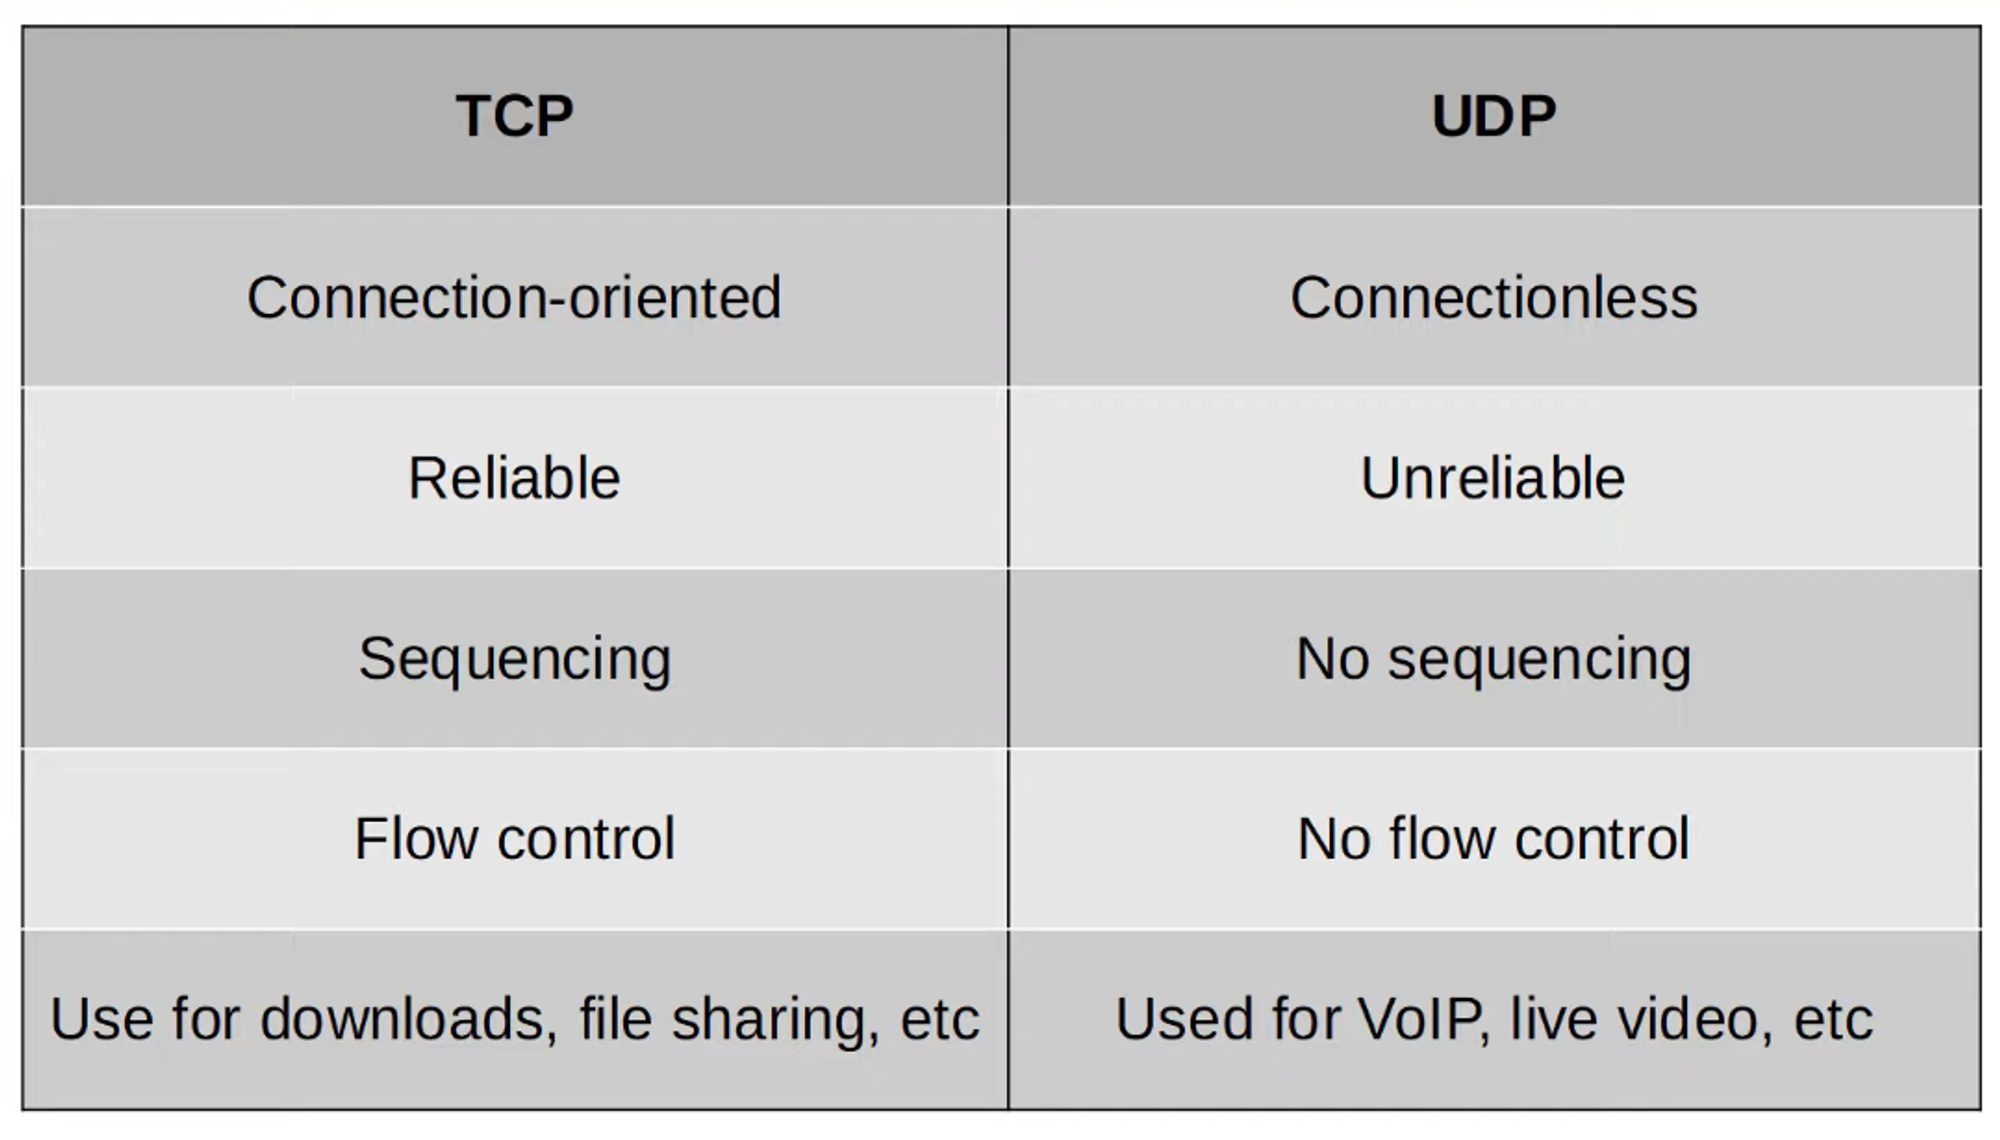 TCP UDP
Connection-oriented Connectionless
Reliable Unreliable
Sequencing No sequencing
Flow control No flow control
Use for downloads, file sharing, etc Used for VoIP, live video, etc